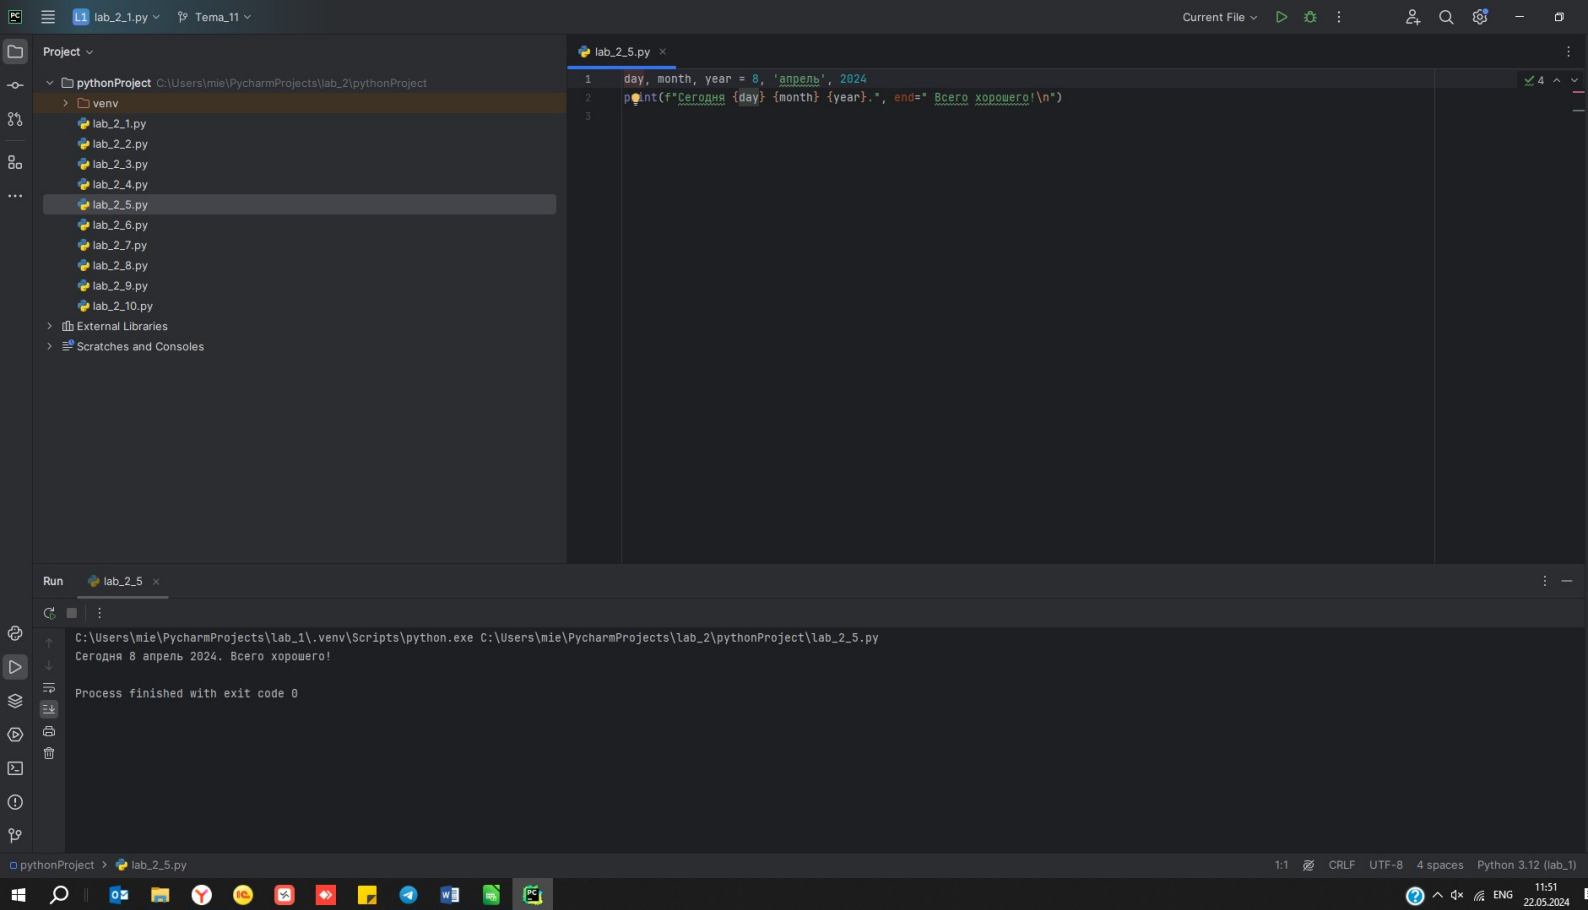 PC L1 lab_2_1.py Tema_11 Current File
Project
pythonProject C:\Users\mie\PycharmProjects\lab_2\pythonProject
venv
lab_2_1.py
lab_2_2.py
lab_2_3.py
lab_2_4.py
lab_2_5.py
lab_2_6.py
lab_2_7.py
lab_2_8.py
lab_2_9.py
lab_2_10.py
External Libraries
Scratches and Consoles
lab_2_5.py
1 day, month, year = 8, 'апрель', 2024
4
2 print(f"Сегодня {day} {month} {year}.", end=" Всего хорошего!\n")
3
Run lab_2_5
C:\Users\mie\PycharmProjects\lab_1\.venv\Scripts\python.exe C:\Users\mie\PycharmProjects\lab_2\pythonProject\lab_2_5.py
Сегодня 8 апрель 2024. Всего хорошего!
Process finished with exit code 0
pythonProject > lab_2_5.py 1:1 CRLF UTF-8 4 spaces Python 3.12 (lab_1)
ENG 11:51
22.05.2024